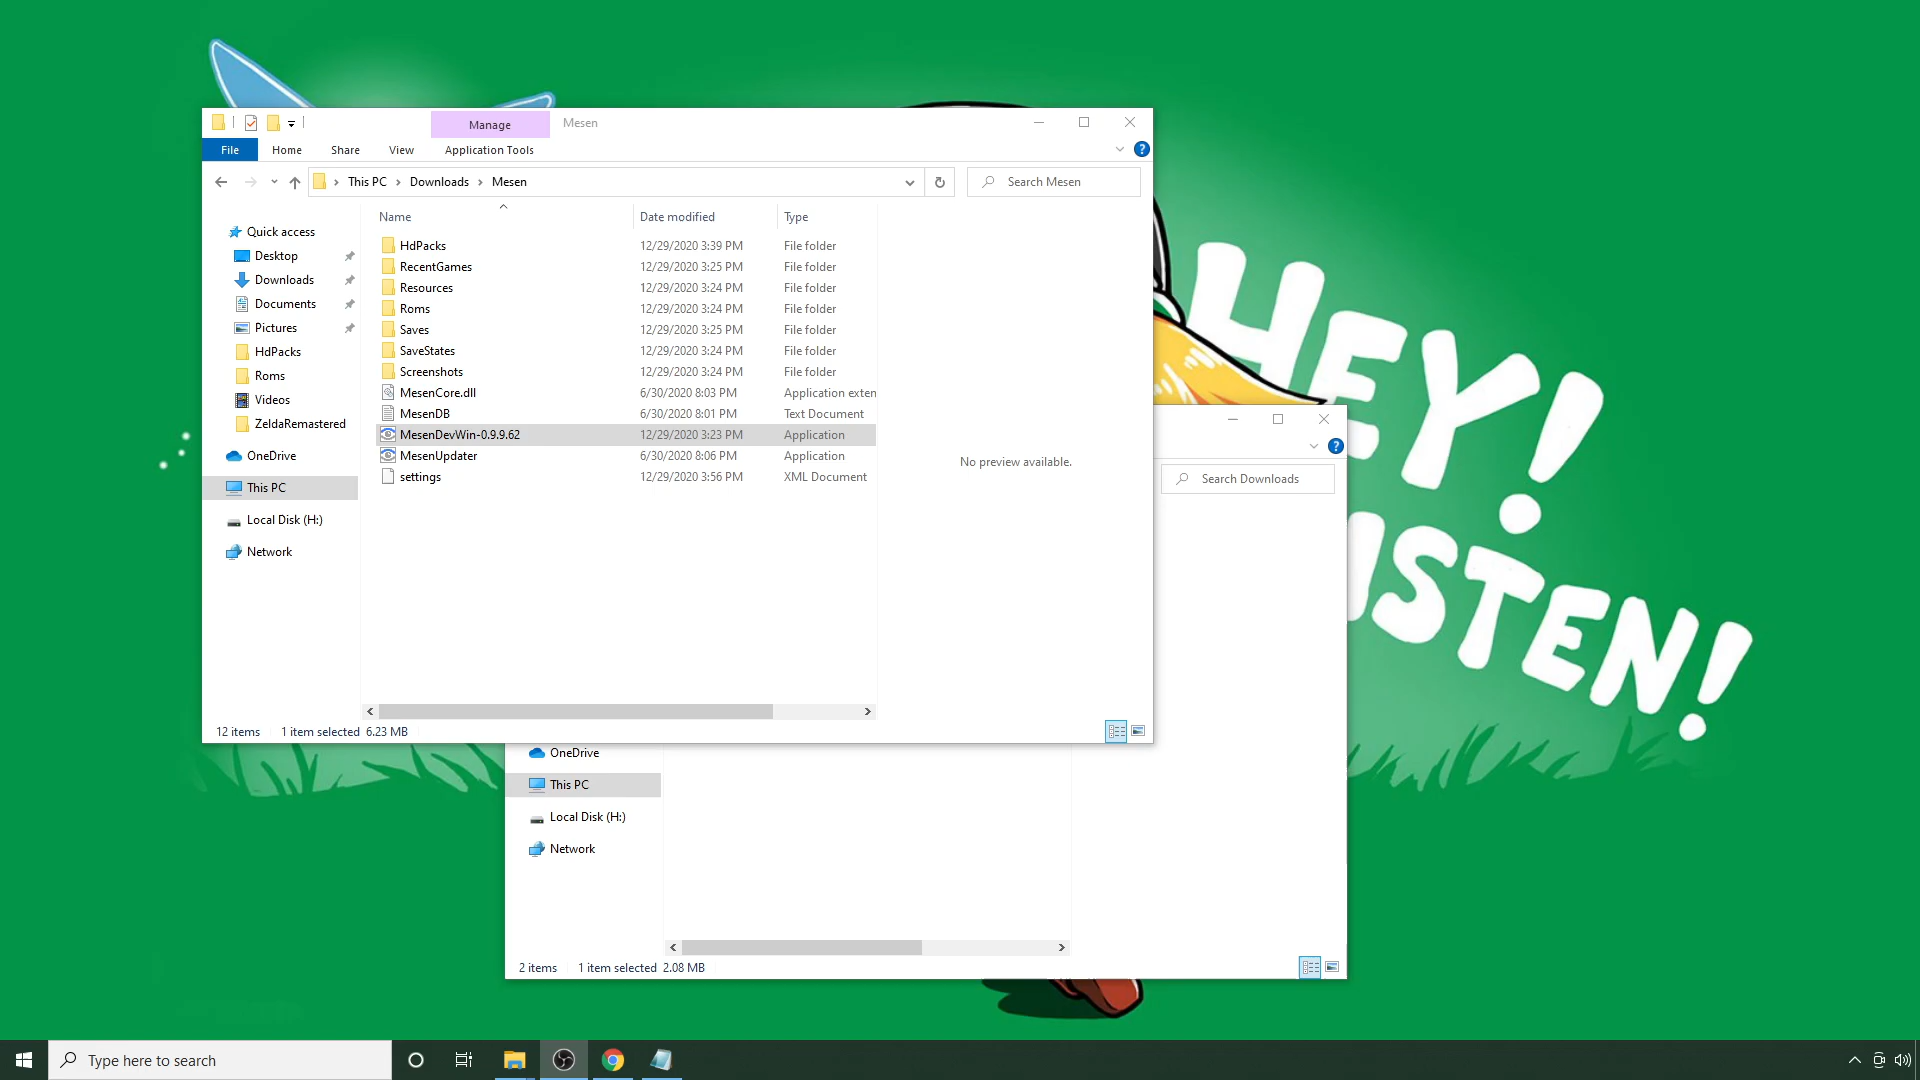 Manage
Mesen
File
Home
Share
View
Application Tools
This PC
Downloads
Mesen
Search Mesen
Name
Date modified
Type
Quick access
Desktop
Downloads
Documents
Pictures
HdPacks
Roms
Videos
ZeldaRemastered
OneDrive
This PC
Local Disk (H:)
Network
HdPacks 12/29/2020 3:39 PM File folder
RecentGames 12/29/2020 3:25 PM File folder
Resources 12/29/2020 3:24 PM File folder
Roms 12/29/2020 3:24 PM File folder
Saves 12/29/2020 3:25 PM File folder
SaveStates 12/29/2020 3:24 PM File folder
Screenshots 12/29/2020 3:24 PM File folder
MesenCore.dll 6/30/2020 8:03 PM Application exten
MesenDB 6/30/2020 8:01 PM Text Document
MesenDevWin-0.9.9.62 12/29/2020 3:23 PM Application
MesenUpdater 6/30/2020 8:06 PM Application
settings 12/29/2020 3:56 PM XML Document
No preview available.
12 items 1 item selected 6.23 MB
HEY!
ISTEN!
Search Downloads
OneDrive
This PC
Local Disk (H:)
Network
2 items 1 item selected 2.08 MB
Type here to search